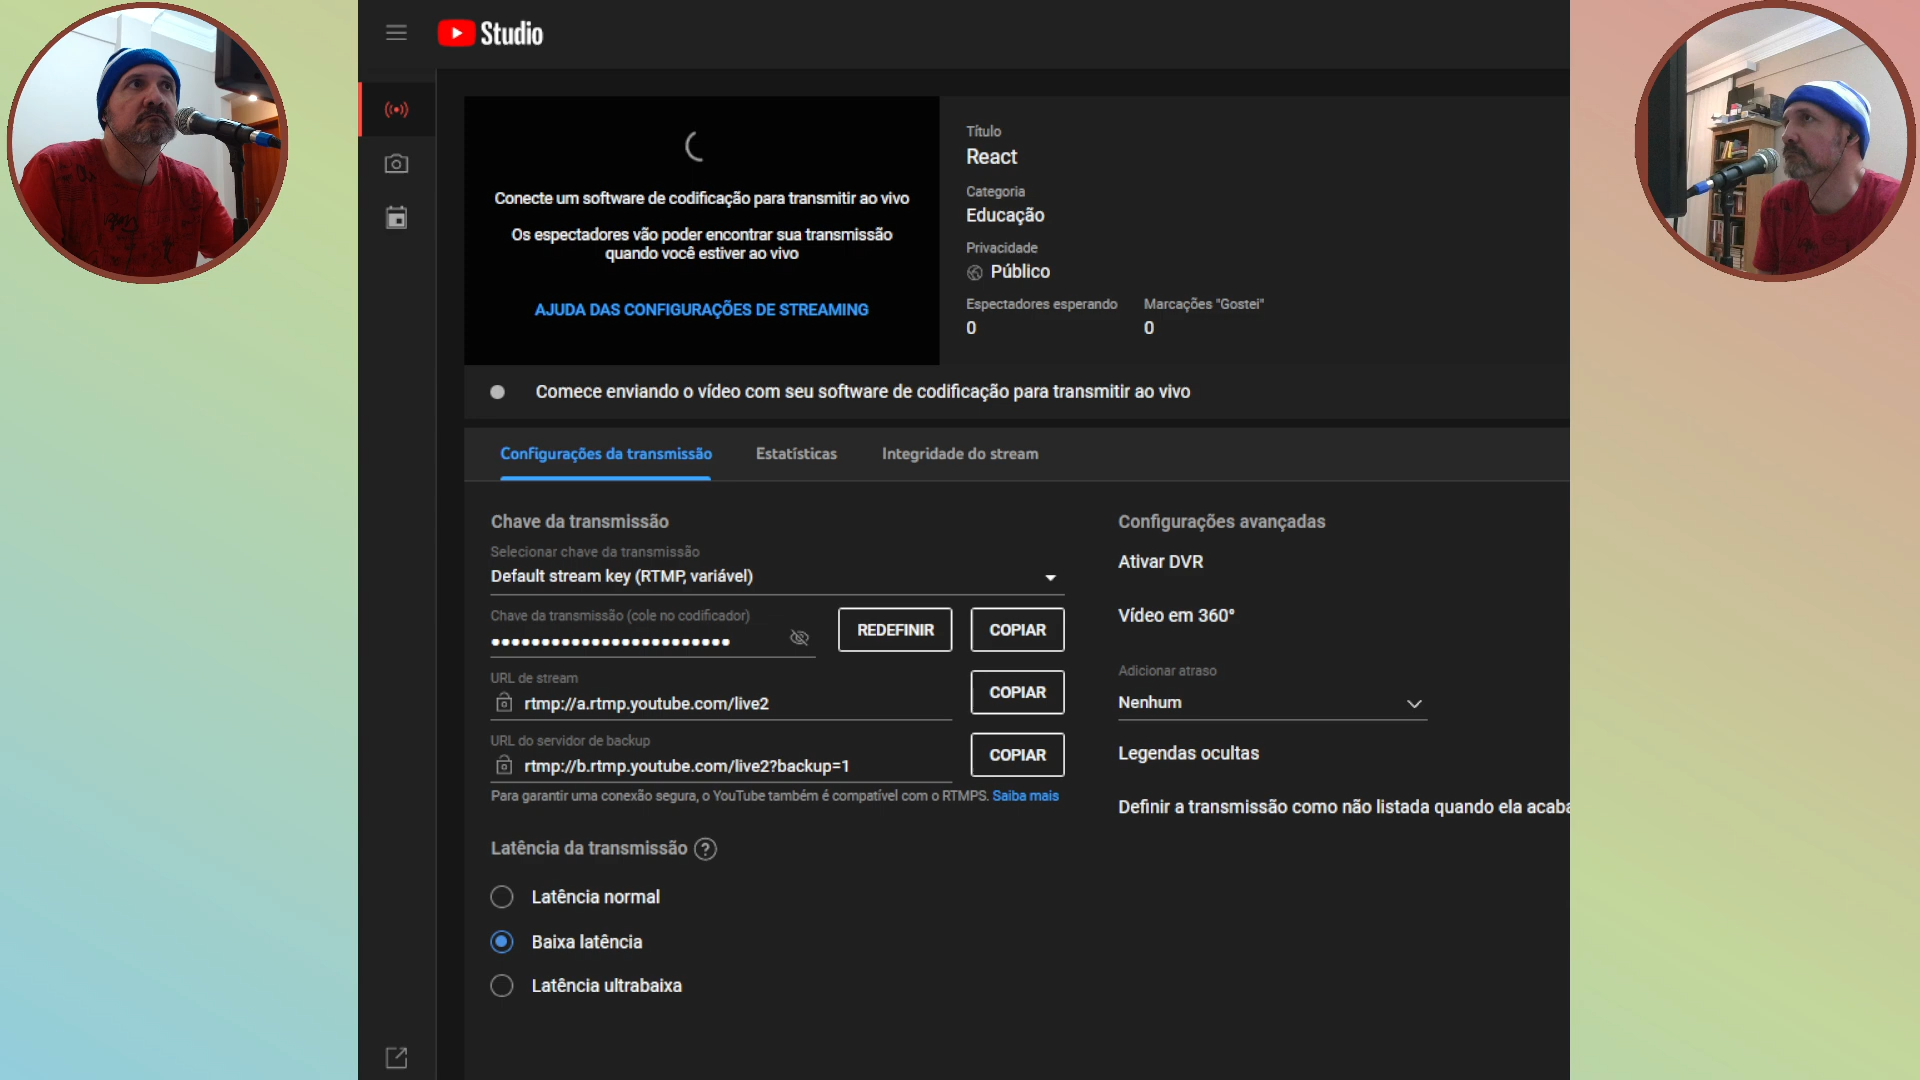 Studio
Conecte um software de codificação para transmitir ao vivo
Os espectadores vão poder encontrar sua transmissão
quando você estiver ao vivo
AJUDA DAS CONFIGURAÇÕES DE STREAMING
Título
React
Categoria
Educação
Privacidade
Público
Espectadores esperando
0
Marcações "Gostei"
0
Comece enviando o vídeo com seu software de codificação para transmitir ao vivo
Configurações da transmissão
Estatísticas
Integridade do stream
Chave da transmissão
Selecionar chave da transmissão
Default stream key (RTMP, variável)
Chave da transmissão (cole no codificador)
••••••••••••••••••••••••
REDEFINIR
COPIAR
URL de stream
rtmp://a.rtmp.youtube.com/live2
COPIAR
URL do servidor de backup
rtmp://b.rtmp.youtube.com/live2?backup=1
COPIAR
Para garantir uma conexão segura, o YouTube também é compatível com o RTMPS. Saiba mais
Latência da transmissão ?
Latência normal
Baixa latência
Latência ultrabaixa
Configurações avançadas
Ativar DVR
Vídeo em 360°
Adicionar atraso
Nenhum
Legendas ocultas
Definir a transmissão como não listada quando ela acaba